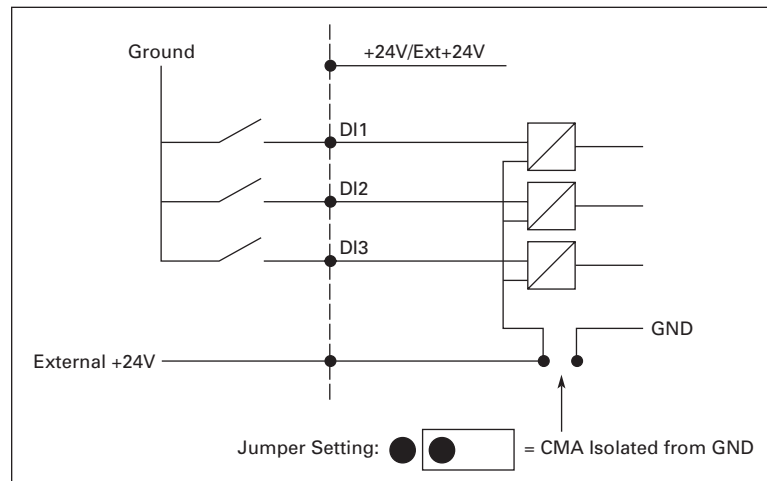 Ground
+24V/Ext+24V
DI1
DI2
DI3
GND
External +24V
Jumper Setting: = CMA Isolated from GND